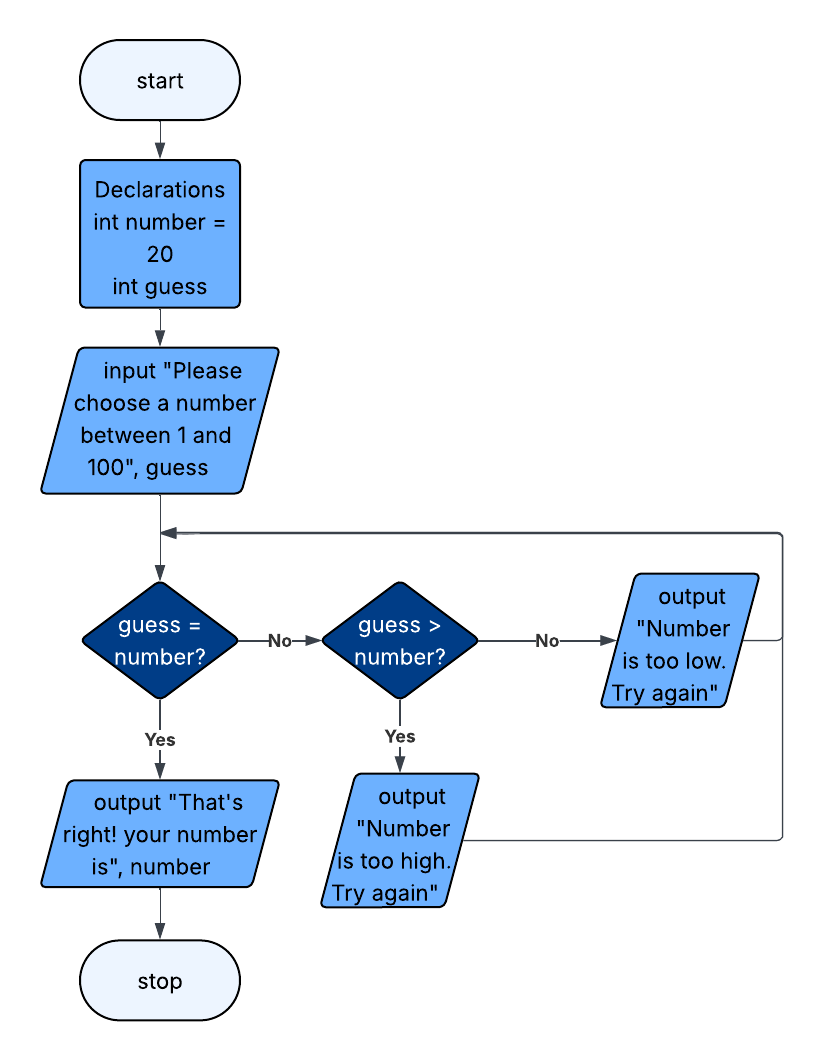 start
Declarations
int number =
20
int guess
input "Please
choose a number
between 1 and
100", guess
guess =
number?
No
guess >
number?
No
output
"Number
is too low.
Try again"
Yes
Yes
output "That's
right! your number
is", number
output
"Number
is too high.
Try again"
stop